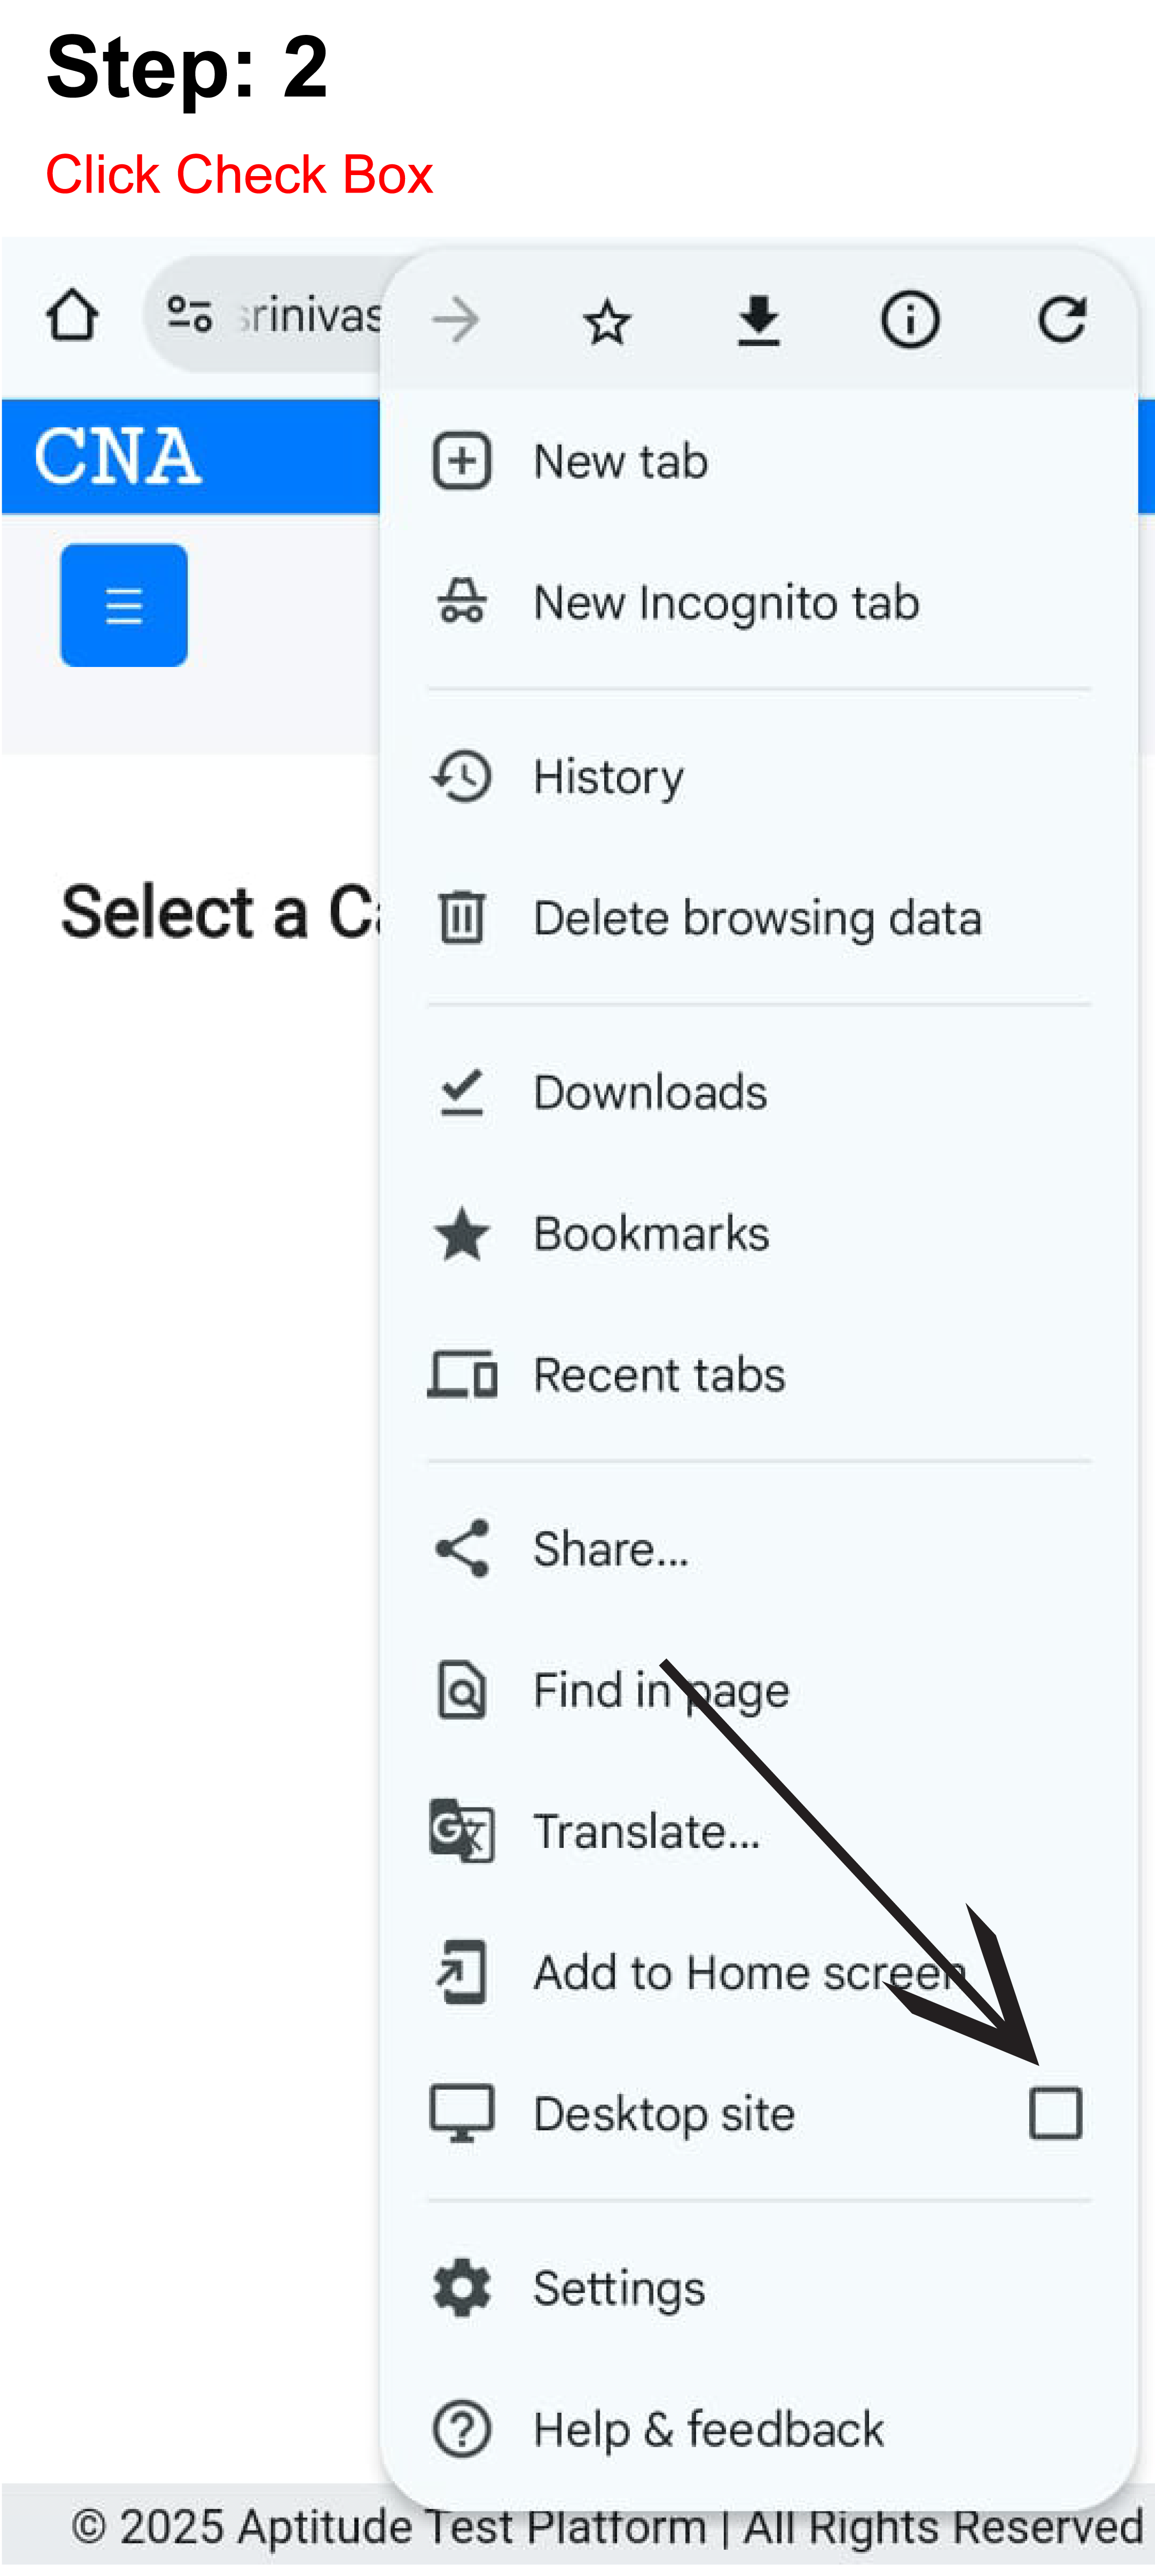 Step: 2
Click Check Box
srinivas
CNA
New tab
New Incognito tab
History
Delete browsing data
Select a
Downloads
Bookmarks
Recent tabs
Share...
Find in page
Translate...
Add to Home screen
Desktop site
Settings
Help & feedback
© 2025 Aptitude Test Platform | All Rights Reserved